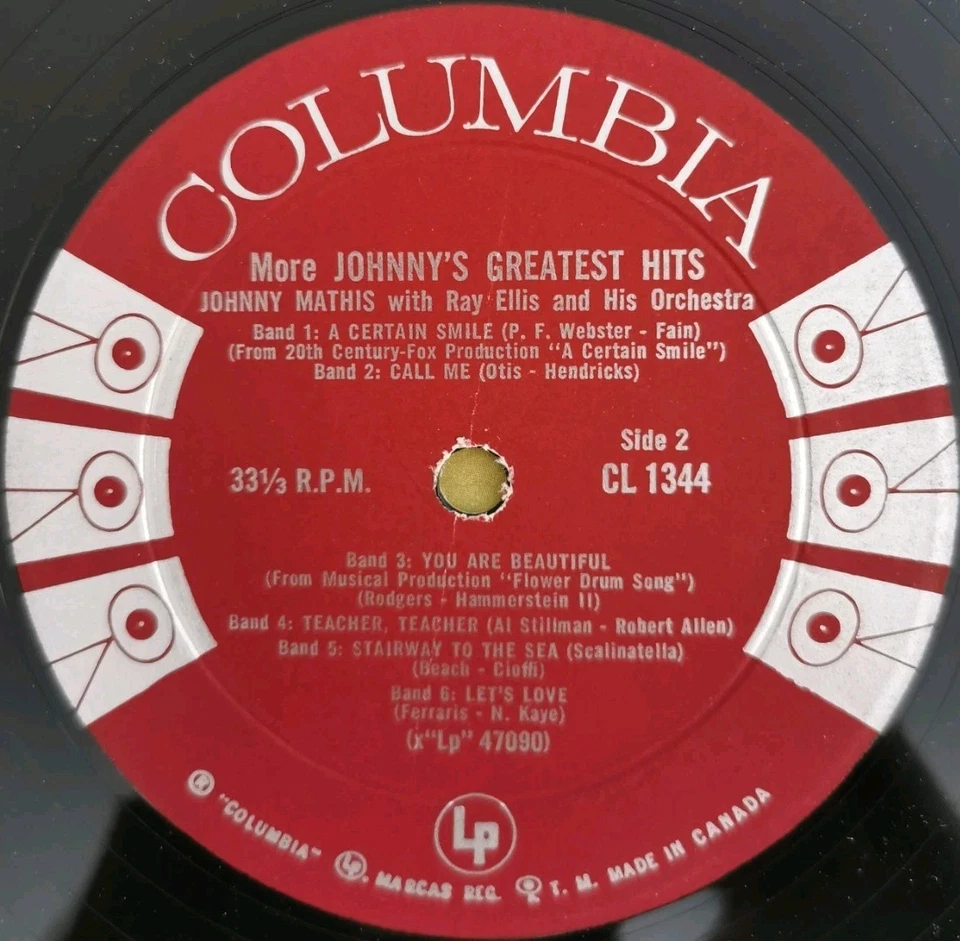 COLUMBIA
More JOHNNY'S GREATEST HITS
JOHNNY MATHIS with Ray Ellis and His Orchestra
Band 1: A CERTAIN SMILE (P. F. Webster - Fain)
(From 20th Century-Fox Production "A Certain Smile")
Band 2: CALL ME (Otis - Hendricks)
Side 2
33⅓ R.P.M.
CL 1344
Band 3: YOU ARE BEAUTIFUL
(From Musical Production "Flower Drum Song")
(Rodgers - Hammerstein II)
Band 4: TEACHER, TEACHER (Al Stillman - Robert Allen)
Band 5: STAIRWAY TO THE SEA (Scalinatella)
(Beach - Cioffi)
Band 6: LET'S LOVE
(Ferraris - N. Kaye)
(x"Lp" 47090)
Lp
® "COLUMBIA" Lp, MARCAS REG. T. M. MADE IN CANADA